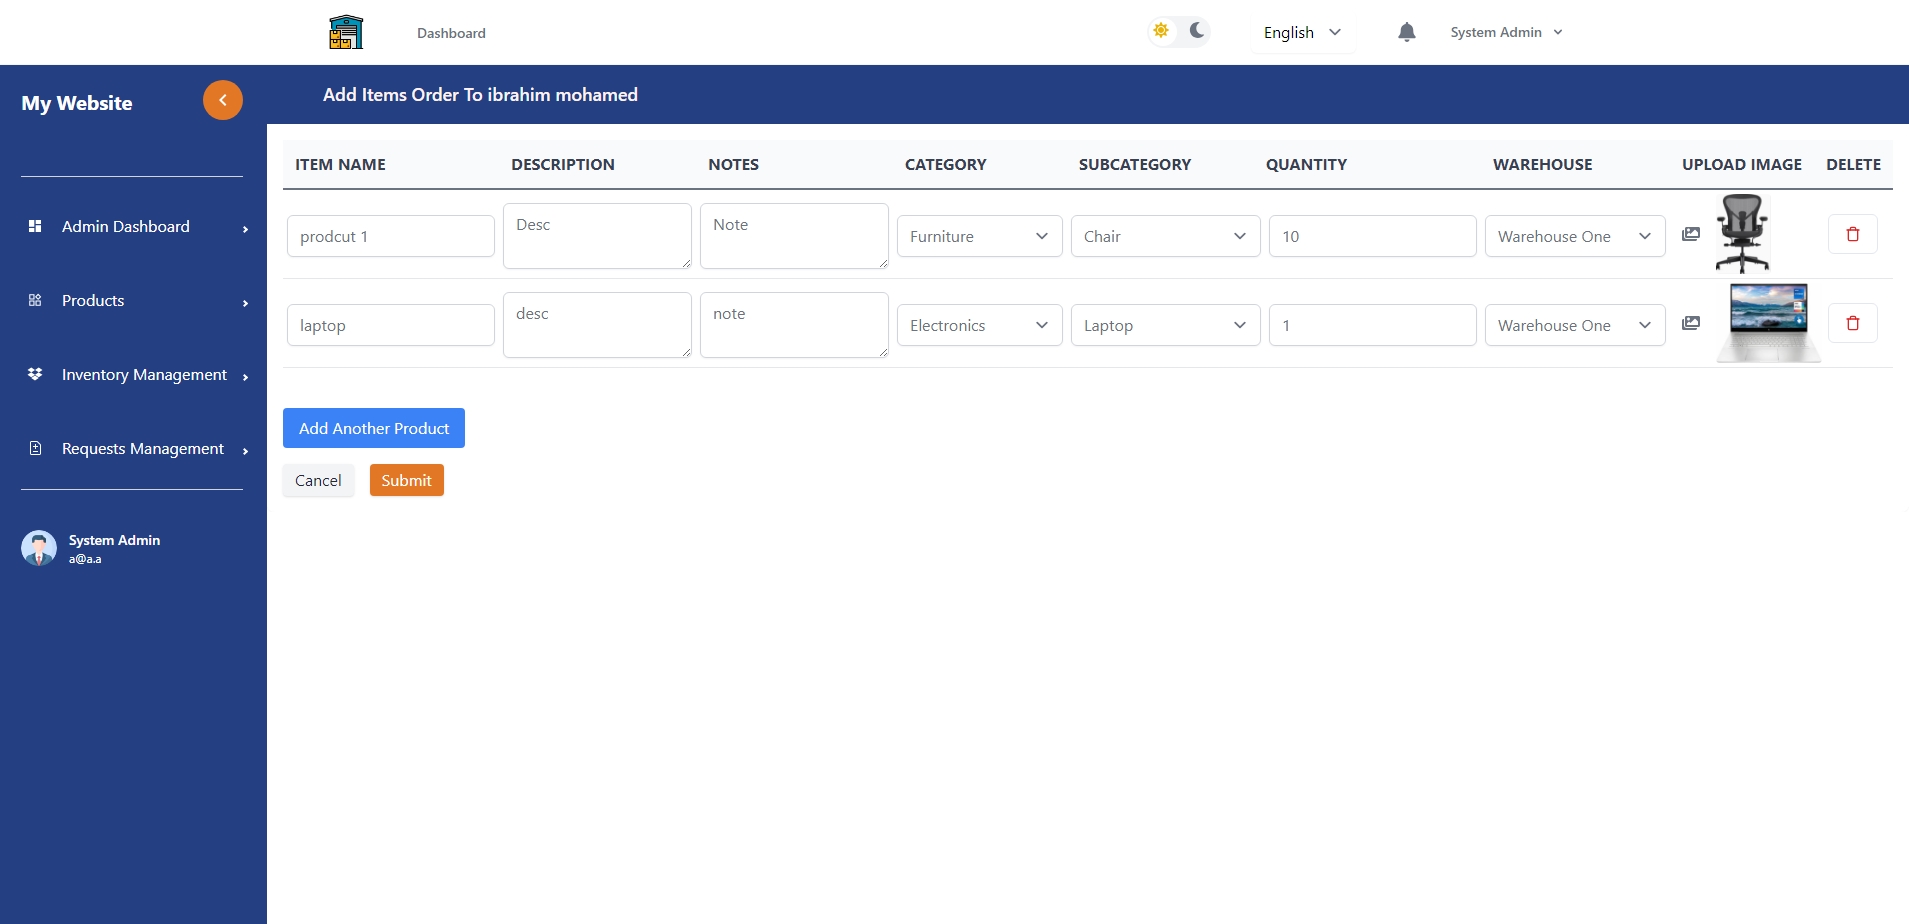 Dashboard
English
System Admin
My Website
Add Items Order To ibrahim mohamed
Admin Dashboard
Products
Inventory Management
Requests Management
System Admin
a@a.a
ITEM NAME DESCRIPTION NOTES CATEGORY SUBCATEGORY QUANTITY WAREHOUSE UPLOAD IMAGE DELETE
prodcut 1 Desc Note Furniture Chair 10 Warehouse One
laptop desc note Electronics Laptop 1 Warehouse One
Add Another Product
Cancel Submit